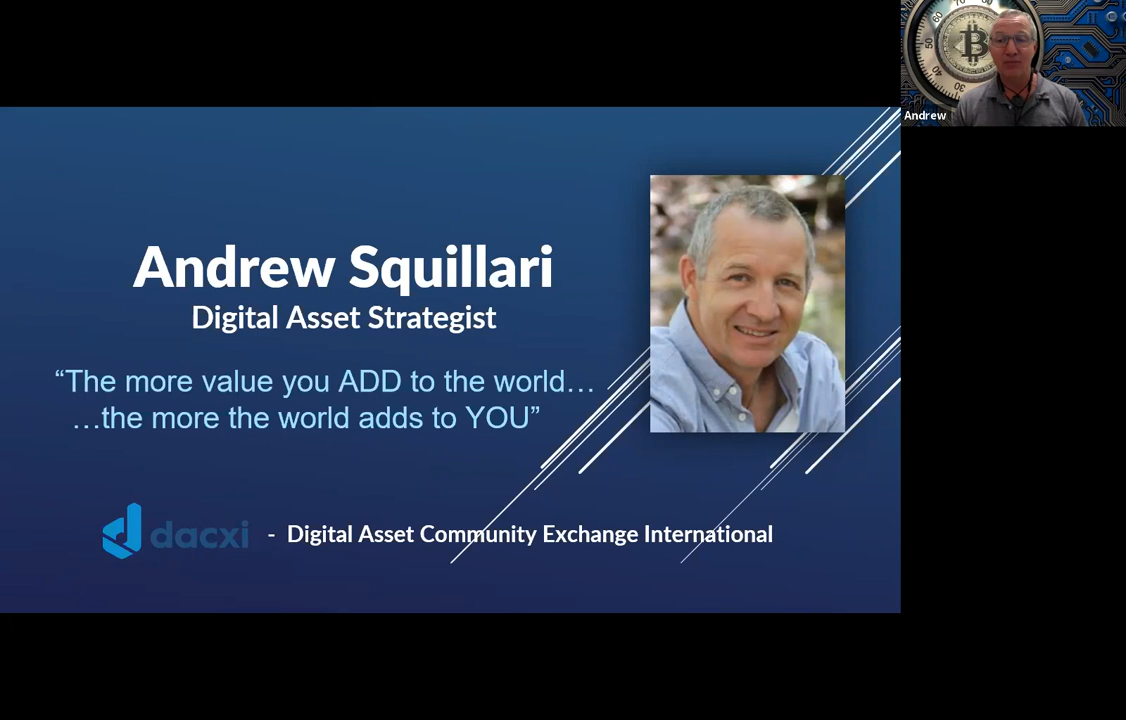 Andrew
Andrew Squillari
Digital Asset Strategist
“The more value you ADD to the world…
…the more the world adds to YOU”
dacxi - Digital Asset Community Exchange International